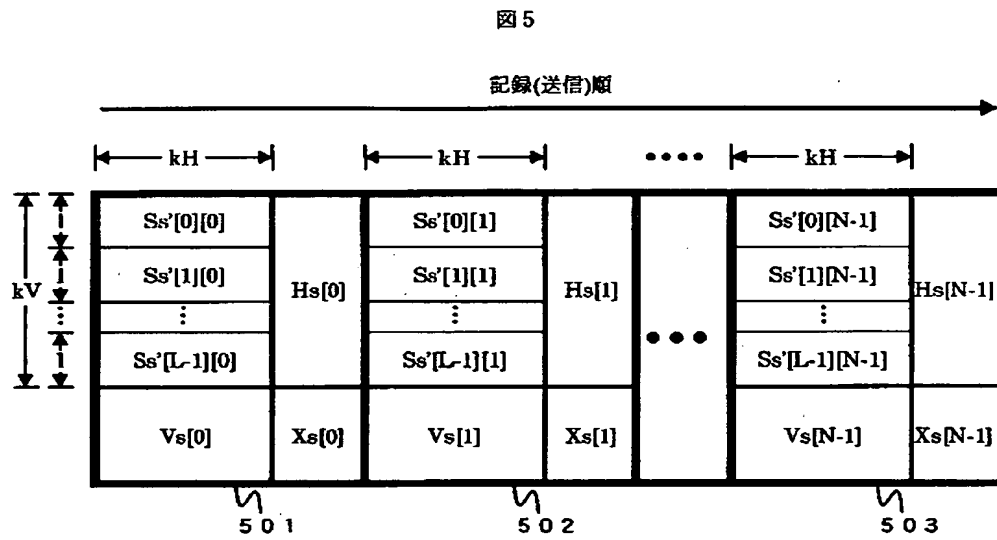 図5
記録(送信)順
kH kH •••• kH
Ss'[0][0] Ss'[0][1] Ss'[0][N-1]
kV Ss'[1][0] Hs[0] Ss'[1][1] Hs[1] Ss'[1][N-1] Hs[N-1]
Ss'[L-1][0] Ss'[L-1][1] ••• Ss'[L-1][N-1]
Vs[0] Xs[0] Vs[1] Xs[1] Vs[N-1] Xs[N-1]
501 502 503